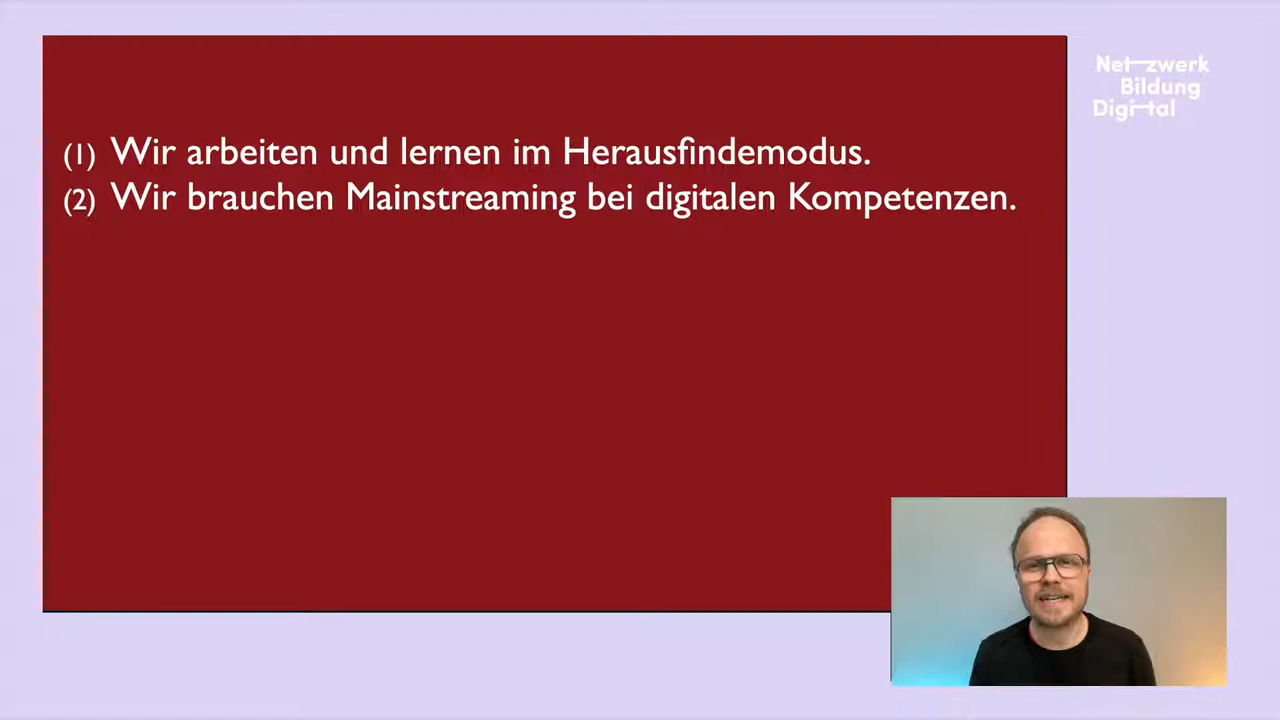 (1) Wir arbeiten und lernen im Herausfindemodus.
(2) Wir brauchen Mainstreaming bei digitalen Kompetenzen.
Netzwerk
Bildung
Digital